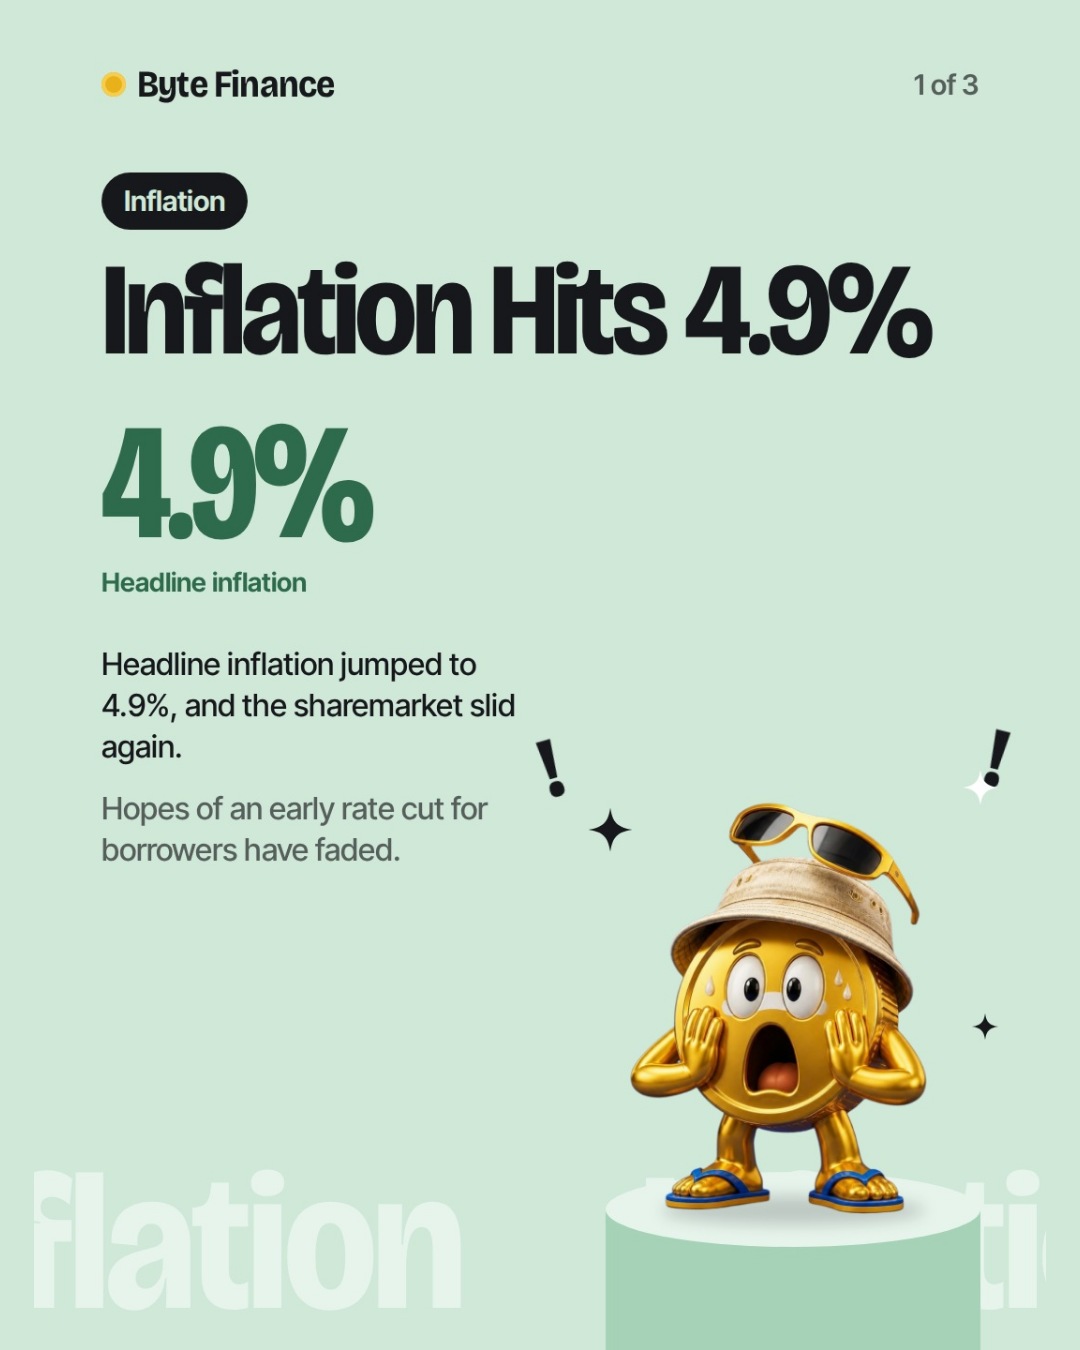 Byte Finance
1 of 3
Inflation
Inflation Hits 4.9%
4.9%
Headline inflation
Headline inflation jumped to
4.9%, and the sharemarket slid
again.
Hopes of an early rate cut for
borrowers have faded.
! !
flation ti